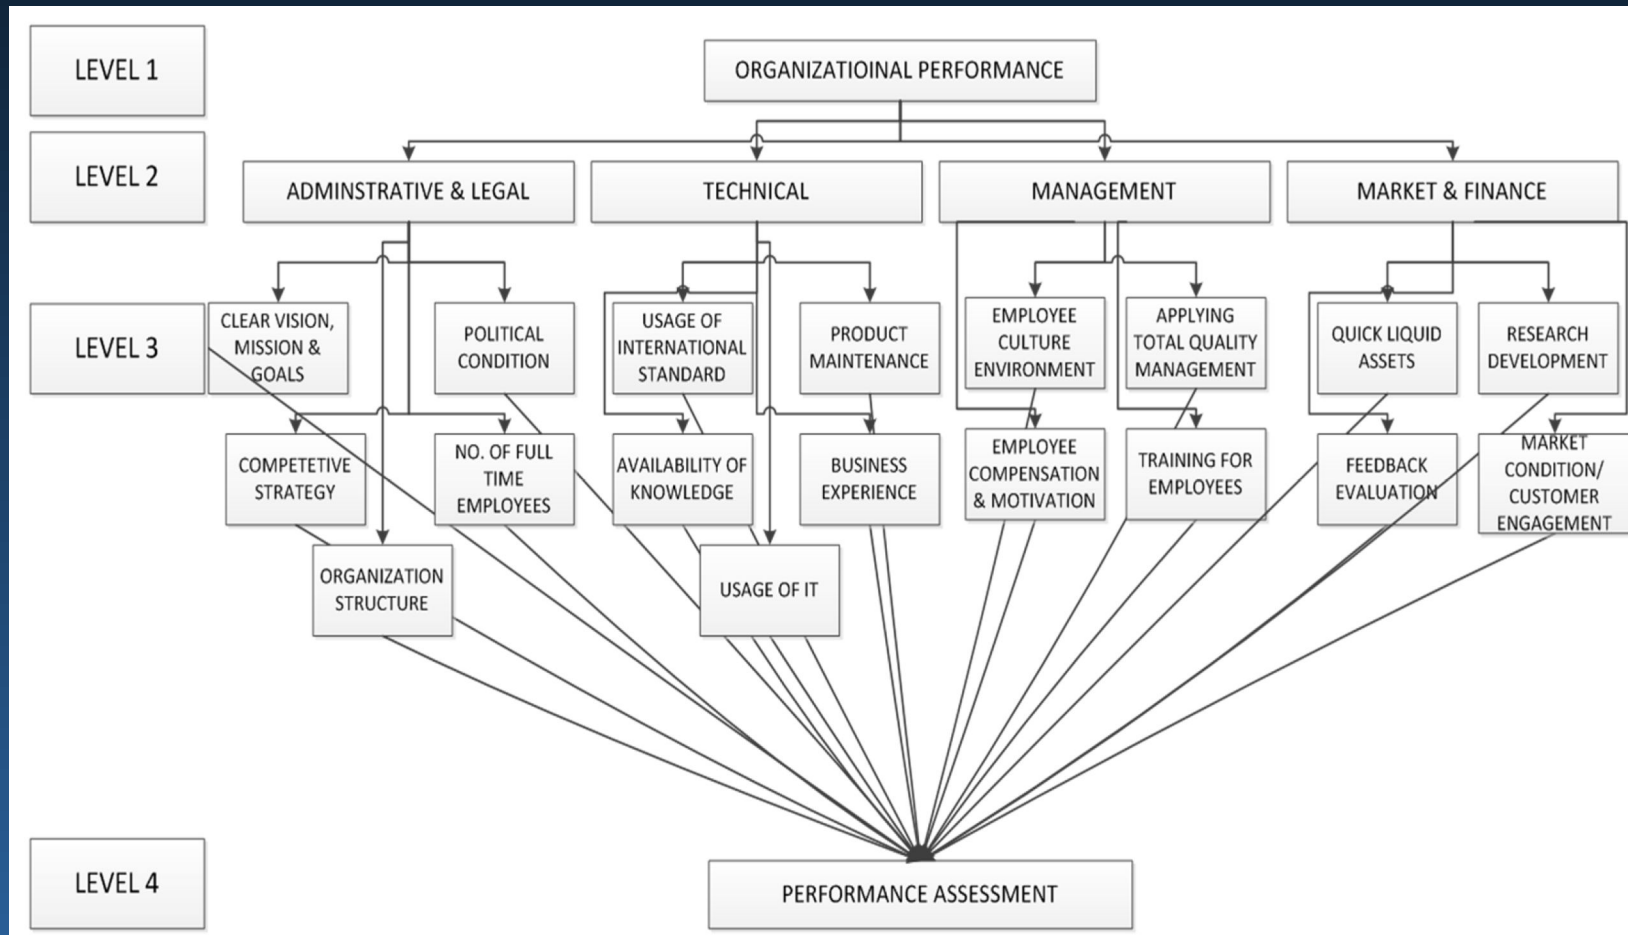 LEVEL 1
ORGANIZATIOINAL PERFORMANCE
LEVEL 2
ADMINSTRATIVE & LEGAL
TECHNICAL
MANAGEMENT
MARKET & FINANCE
LEVEL 3
CLEAR VISION,
MISSION &
GOALS
POLITICAL
CONDITION
USAGE OF
INTERNATIONAL
STANDARD
PRODUCT
MAINTENANCE
EMPLOYEE
CULTURE
ENVIRONMENT
APPLYING
TOTAL QUALITY
MANAGEMENT
QUICK LIQUID
ASSETS
RESEARCH
DEVELOPMENT
COMPETETIVE
STRATEGY
NO. OF FULL
TIME
EMPLOYEES
AVAILABILITY OF
KNOWLEDGE
BUSINESS
EXPERIENCE
EMPLOYEE
COMPENSATION
& MOTIVATION
TRAINING FOR
EMPLOYEES
FEEDBACK
EVALUATION
MARKET
CONDITION/
CUSTOMER
ENGAGEMENT
ORGANIZATION
STRUCTURE
USAGE OF IT
LEVEL 4
PERFORMANCE ASSESSMENT